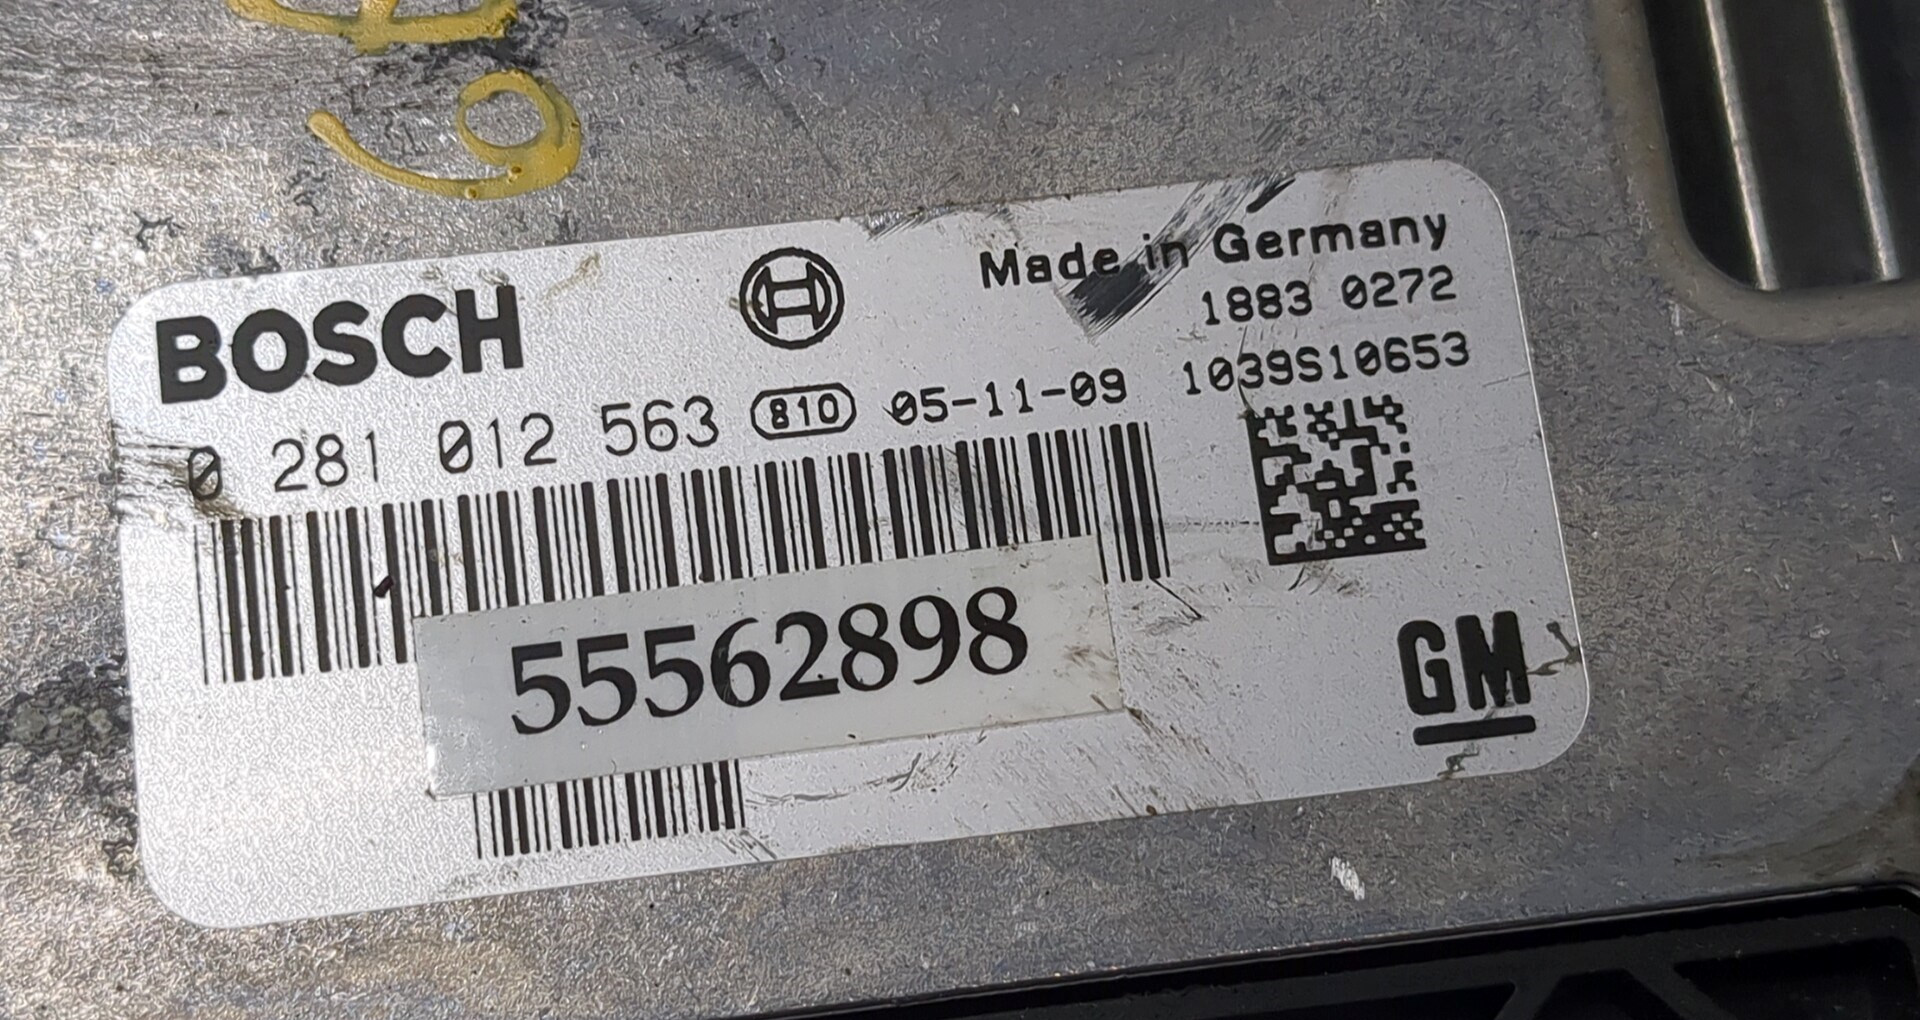 Made in Germany
1883 0272
BOSCH
0 281 012 563 810 05-11-09 1039S10653
55562898
GM